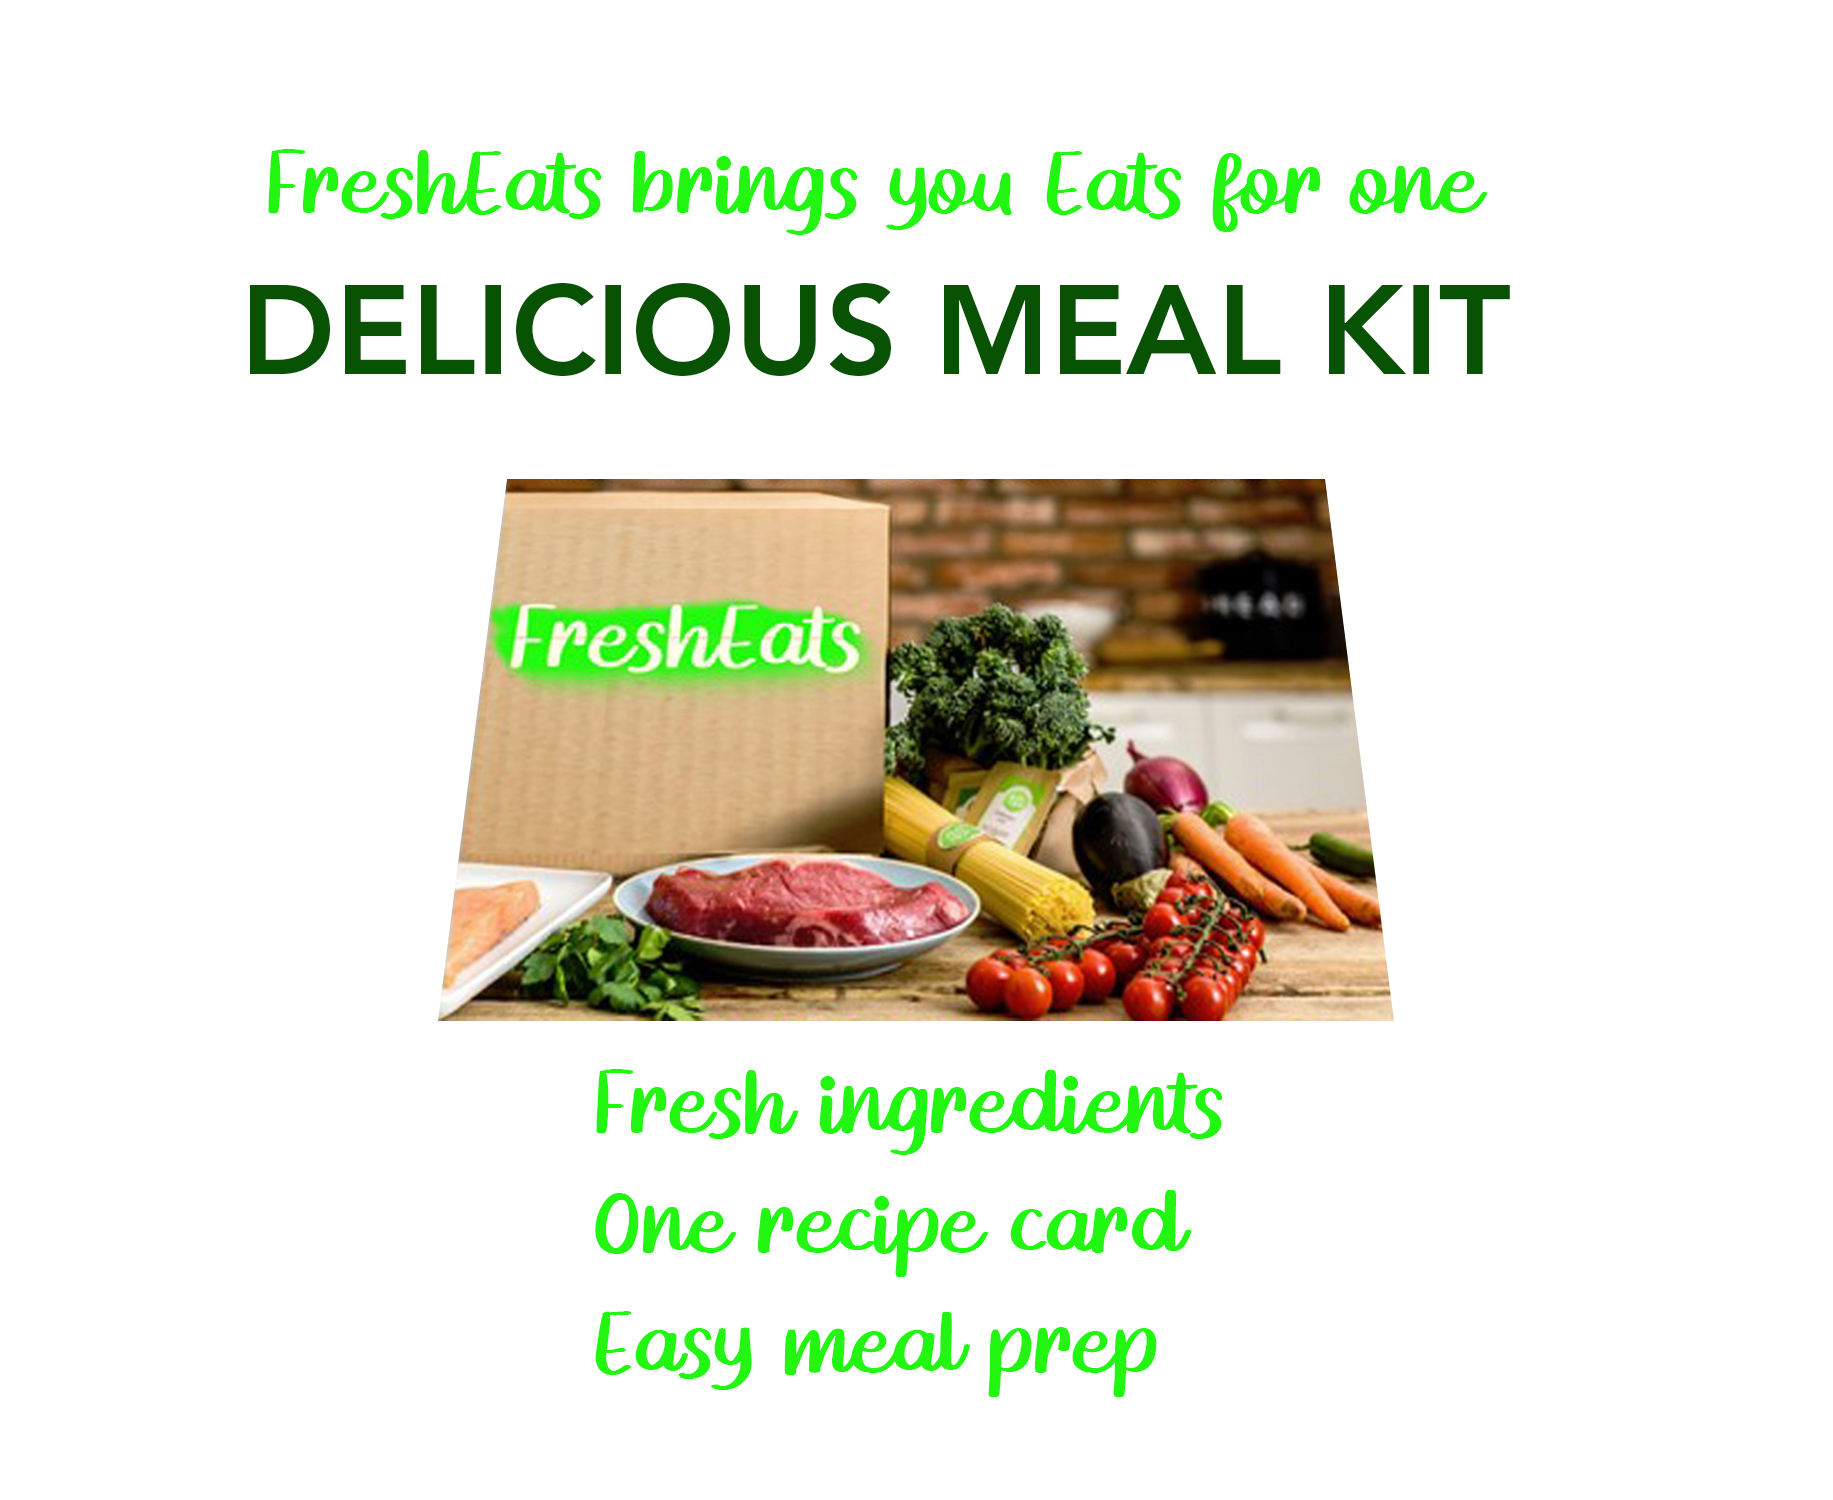 FreshEats brings you Eats for one
DELICIOUS MEAL KIT
FreshEats
Fresh ingredients
One recipe card
Easy meal prep